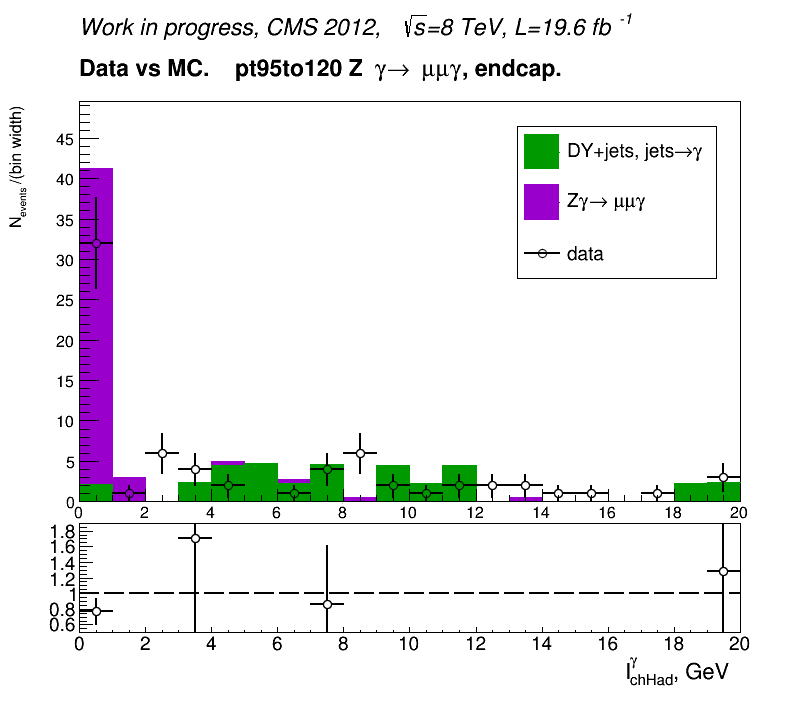 Work in progress, CMS 2012, √s=8 TeV, L=19.6 fb -1
Data vs MC. pt95to120 Z γ→ μμγ, endcap.
N events /(bin width)
45
40
35
30
25
20
15
10
5
0
DY+jets, jets→γ
Zγ→ μμγ
data
0 2 4 6 8 10 12 14 16 18 20
1.8
1.6
1.4
1.2
1
0.8
0.6
0 2 4 6 8 10 12 14 16 18 20
I γ chHad, GeV